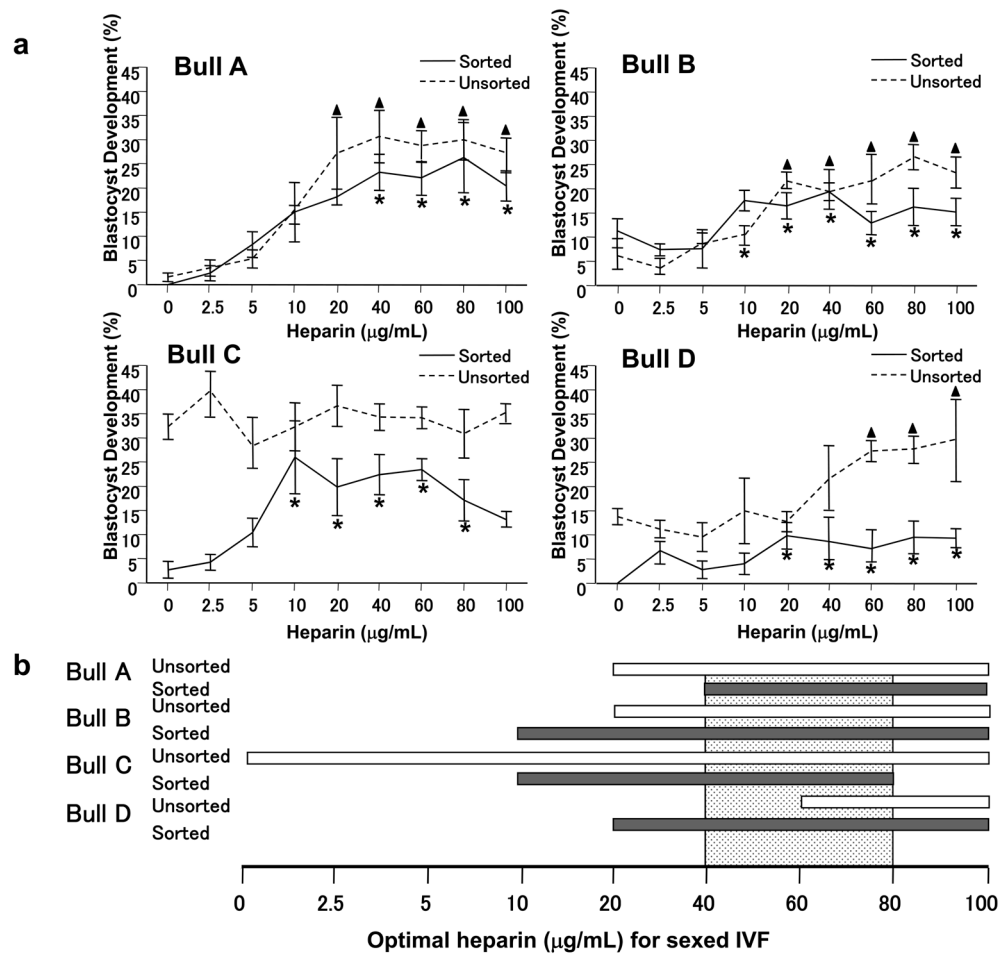 a
Bull A
Sorted
Unsorted
Blastocyst Development (%)
45
40
35
30
25
20
15
10
5
0
0 2.5 5 10 20 40 60 80 100
Heparin (μg/mL)
Bull B
Sorted
Unsorted
Blastocyst Development (%)
45
40
35
30
25
20
15
10
5
0
0 2.5 5 10 20 40 60 80 100
Heparin (μg/mL)
Bull C
Sorted
Unsorted
Blastocyst Development (%)
45
40
35
30
25
20
15
10
5
0
0 2.5 5 10 20 40 60 80 100
Heparin (μg/mL)
Bull D
Sorted
Unsorted
Blastocyst Development (%)
45
40
35
30
25
20
15
10
5
0
0 2.5 5 10 20 40 60 80 100
Heparin (μg/mL)
b
Bull A Unsorted
Sorted
Bull B Unsorted
Sorted
Bull C Unsorted
Sorted
Bull D Unsorted
Sorted
0 2.5 5 10 20 40 60 80 100
Optimal heparin (μg/mL) for sexed IVF